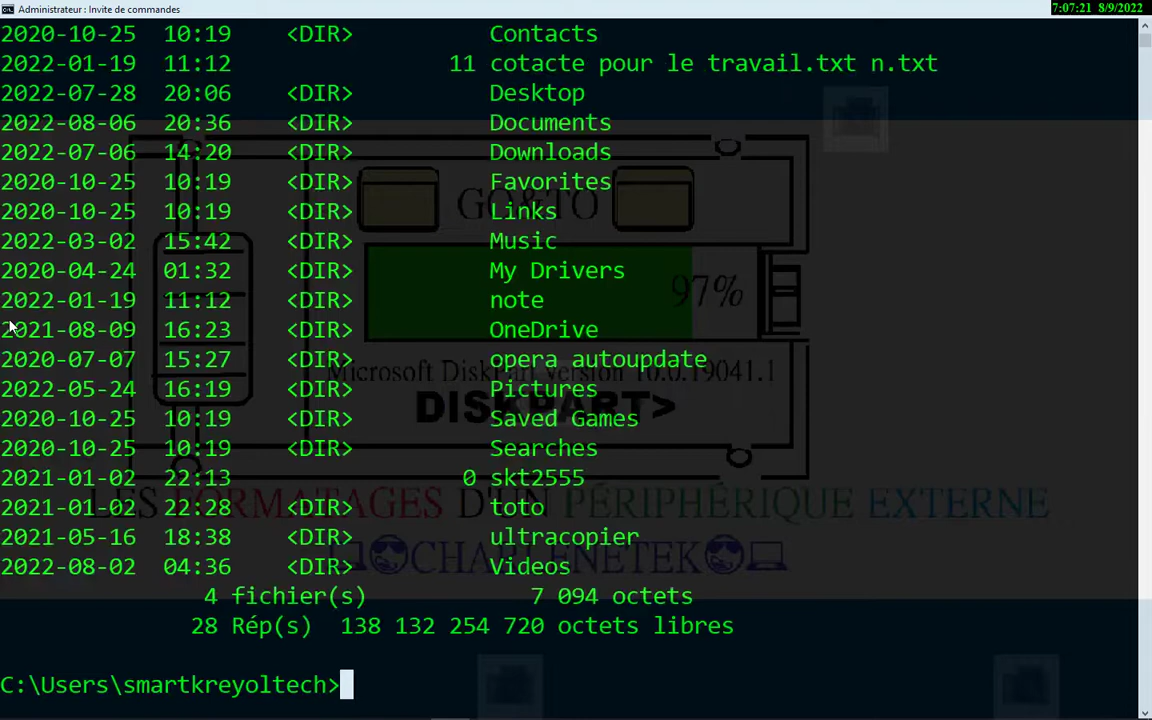 Administrateur : Invite de commandes
7:07:21 8/9/2022
2020-10-25 10:19 <DIR> Contacts
2022-01-19 11:12 11 cotacte pour le travail.txt n.txt
2022-07-28 20:06 <DIR> Desktop
2022-08-06 20:36 <DIR> Documents
2022-07-06 14:20 <DIR> Downloads
2020-10-25 10:19 <DIR> Favorites
GO&TO
2020-10-25 10:19 <DIR> Links
2022-03-02 15:42 <DIR> Music
2020-04-24 01:32 <DIR> My Drivers
97%
2022-01-19 11:12 <DIR> note
2021-08-09 16:23 <DIR> OneDrive
2020-07-07 15:27 <DIR> opera autoupdate
Microsoft DiskPart version 10.0.19041.1
2022-05-24 16:19 <DIR> Pictures
DISKPART>
2020-10-25 10:19 <DIR> Saved Games
2020-10-25 10:19 <DIR> Searches
2021-01-02 22:13 0 skt2555
2021-01-02 22:28 <DIR> toto
LES FORMATAGES D'UN PÉRIPHÉRIQUE EXTERNE
2021-05-16 18:38 <DIR> ultracopier
CHARLENETEK
2022-08-02 04:36 <DIR> Videos
4 fichier(s) 7 094 octets
28 Rép(s) 138 132 254 720 octets libres
C:\Users\smartkreyoltech>